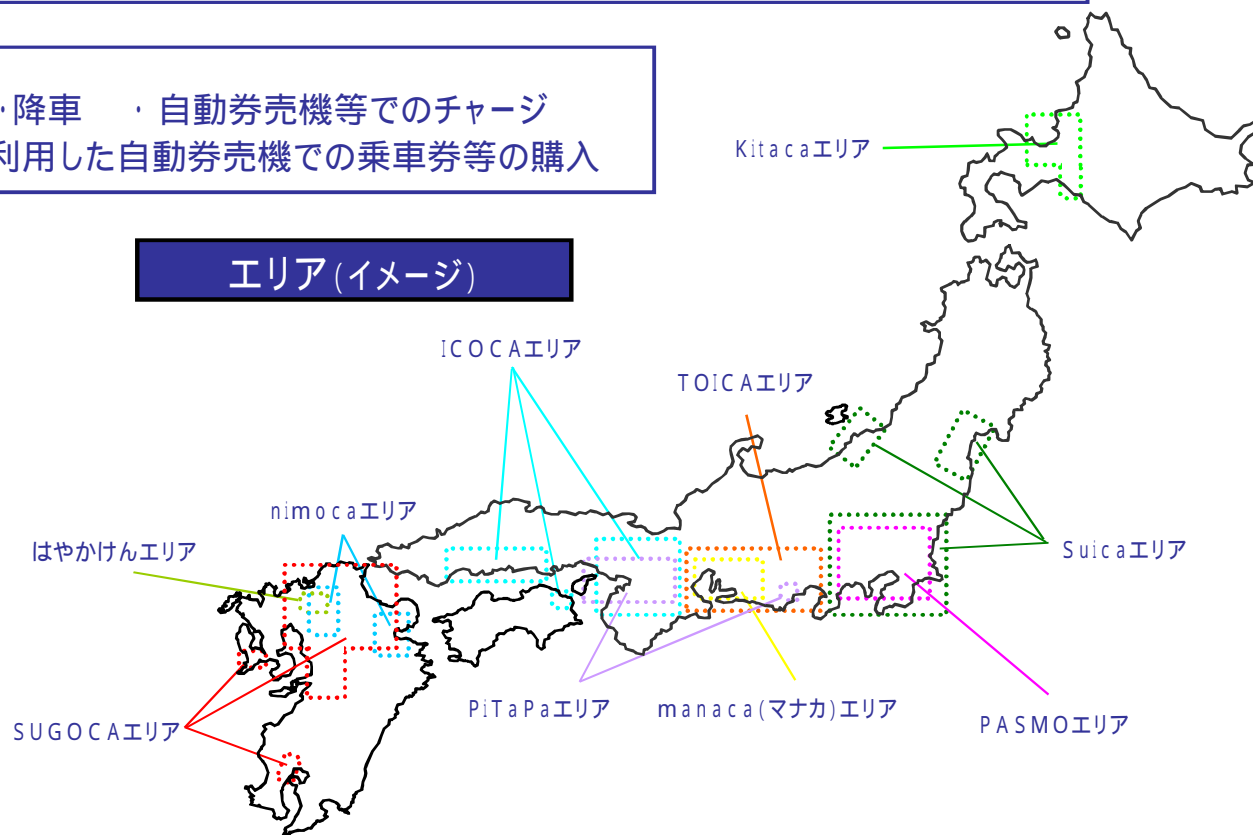 ・降車 ・自動券売機等でのチャージ
利用した自動券売機での乗車券等の購入
Kitacaエリア
エリア(イメージ)
ICOCAエリア
TOICAエリア
nimocaエリア
はやかけんエリア
Suicaエリア
SUGOCAエリア
PiTaPaエリア
manaca(マナカ)エリア
PASMOエリア